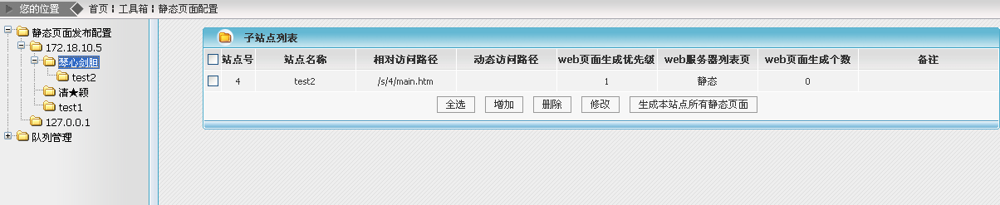 您的位置 首页 ¦ 工具箱 ¦ 静态页面配置
静态页面发布配置
172.18.10.5
琴心剑胆
test2
清★颖
test1
127.0.0.1
队列管理
子站点列表
站点号 站点名称 相对访问路径 动态访问路径 web页面生成优先级 web服务器列表页 web页面生成个数 备注
4 test2 /s/4/main.htm 1 静态 0
全选 增加 删除 修改 生成本站点所有静态页面